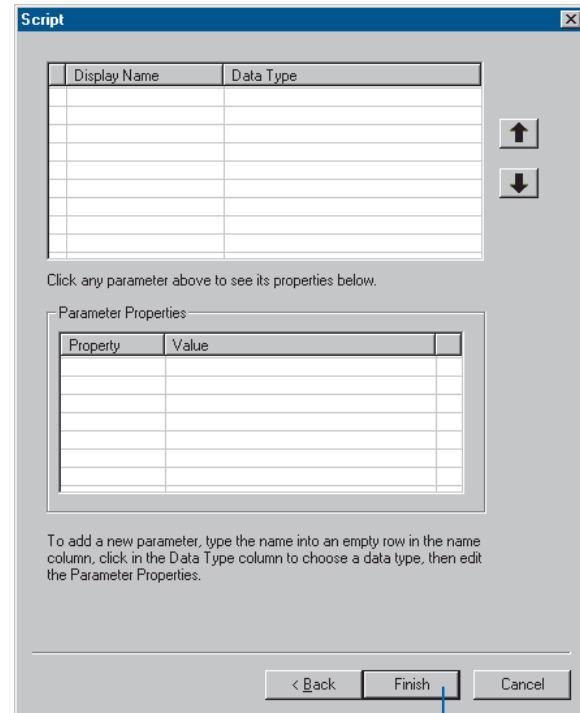 Script
Display Name Data Type
Click any parameter above to see its properties below.
Parameter Properties
Property Value
To add a new parameter, type the name into an empty row in the name
column, click in the Data Type column to choose a data type, then edit
the Parameter Properties.
< Back Finish Cancel